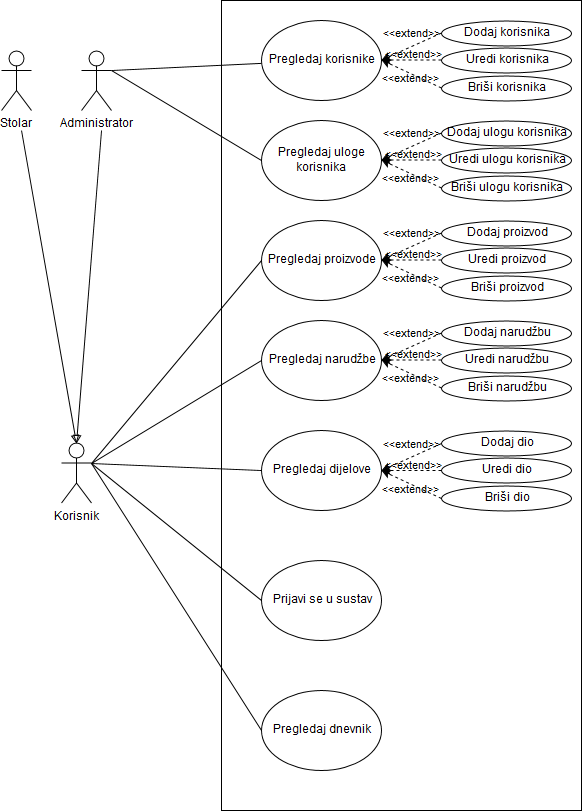 Stolar
Administrator
Korisnik
Pregledaj korisnike
<<extend>>
<<extend>>
<<extend>>
Dodaj korisnika
Uredi korisnika
Briši korisnika
Pregledaj uloge
korisnika
<<extend>>
<<extend>>
<<extend>>
Dodaj ulogu korisnika
Uredi ulogu korisnika
Briši ulogu korisnika
Pregledaj proizvode
<<extend>>
<<extend>>
<<extend>>
Dodaj proizvod
Uredi proizvod
Briši proizvod
Pregledaj narudžbe
<<extend>>
<<extend>>
<<extend>>
Dodaj narudžbu
Uredi narudžbu
Briši narudžbu
Pregledaj dijelove
<<extend>>
<<extend>>
<<extend>>
Dodaj dio
Uredi dio
Briši dio
Prijavi se u sustav
Pregledaj dnevnik